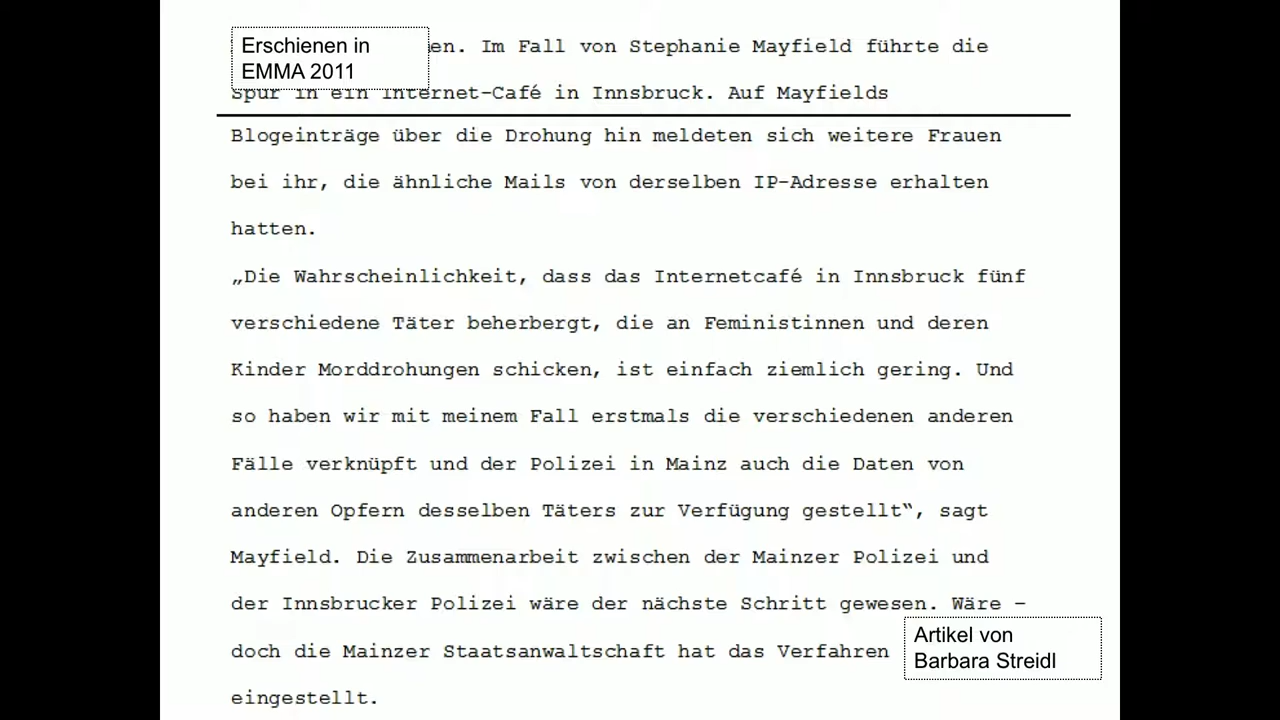 Erschienen in
EMMA 2011
en. Im Fall von Stephanie Mayfield führte die
Spur in ein Internet-Café in Innsbruck. Auf Mayfields
Blogeinträge über die Drohung hin meldeten sich weitere Frauen
bei ihr, die ähnliche Mails von derselben IP-Adresse erhalten
hatten.
„Die Wahrscheinlichkeit, dass das Internetcafé in Innsbruck fünf
verschiedene Täter beherbergt, die an Feministinnen und deren
Kinder Morddrohungen schicken, ist einfach ziemlich gering. Und
so haben wir mit meinem Fall erstmals die verschiedenen anderen
Fälle verknüpft und der Polizei in Mainz auch die Daten von
anderen Opfern desselben Täters zur Verfügung gestellt“, sagt
Mayfield. Die Zusammenarbeit zwischen der Mainzer Polizei und
der Innsbrucker Polizei wäre der nächste Schritt gewesen. Wäre –
doch die Mainzer Staatsanwaltschaft hat das Verfahren
eingestellt.
Artikel von
Barbara Streidl